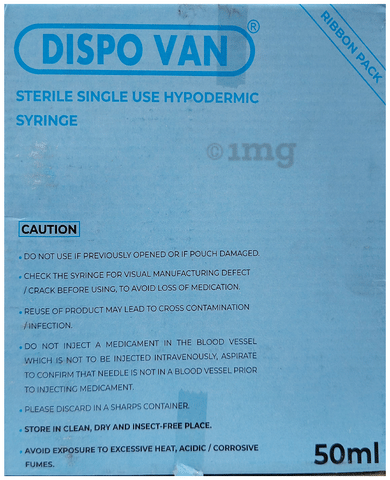 DISPO VAN®
RIBBON PACK
STERILE SINGLE USE HYPODERMIC
SYRINGE
©1mg
CAUTION
• DO NOT USE IF PREVIOUSLY OPENED OR IF POUCH DAMAGED.
• CHECK THE SYRINGE FOR VISUAL MANUFACTURING DEFECT
/ CRACK BEFORE USING, TO AVOID LOSS OF MEDICATION.
• REUSE OF PRODUCT MAY LEAD TO CROSS CONTAMINATION
/ INFECTION.
• DO NOT INJECT A MEDICAMENT IN THE BLOOD VESSEL
WHICH IS NOT TO BE INJECTED INTRAVENOUSLY, ASPIRATE
TO CONFIRM THAT NEEDLE IS NOT IN A BLOOD VESSEL PRIOR
TO INJECTING MEDICAMENT.
• PLEASE DISCARD IN A SHARPS CONTAINER.
• STORE IN CLEAN, DRY AND INSECT-FREE PLACE.
• AVOID EXPOSURE TO EXCESSIVE HEAT, ACIDIC / CORROSIVE
FUMES.
50ml